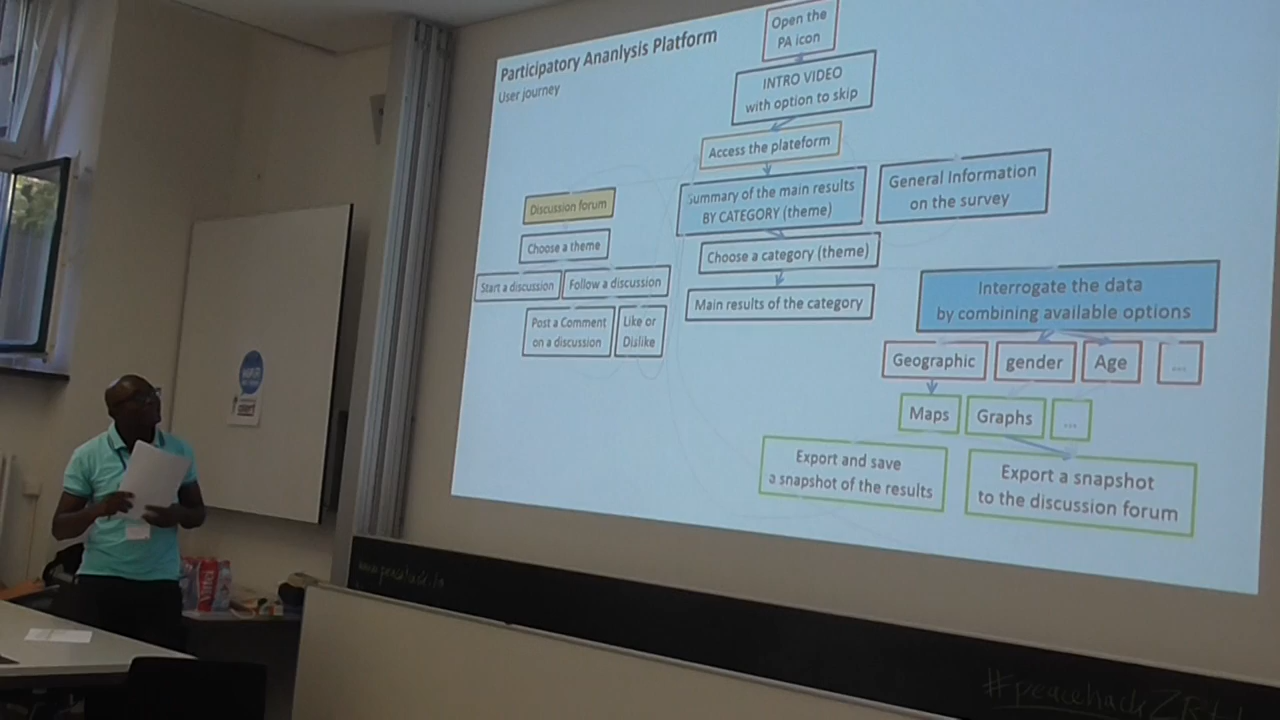 Participatory Ananlysis Platform
User journey
Open the
PA icon
INTRO VIDEO
with option to skip
Access the plateform
Summary of the main results
BY CATEGORY (theme)
General Information
on the survey
Discussion forum
Choose a theme
Start a discussion
Follow a discussion
Post a Comment
on a discussion
Like or
Dislike
Choose a category (theme)
Main results of the category
Interrogate the data
by combining available options
Geographic
gender
Age
...
Maps
Graphs
...
Export and save
a snapshot of the results
Export a snapshot
to the discussion forum
#peacehackZRH